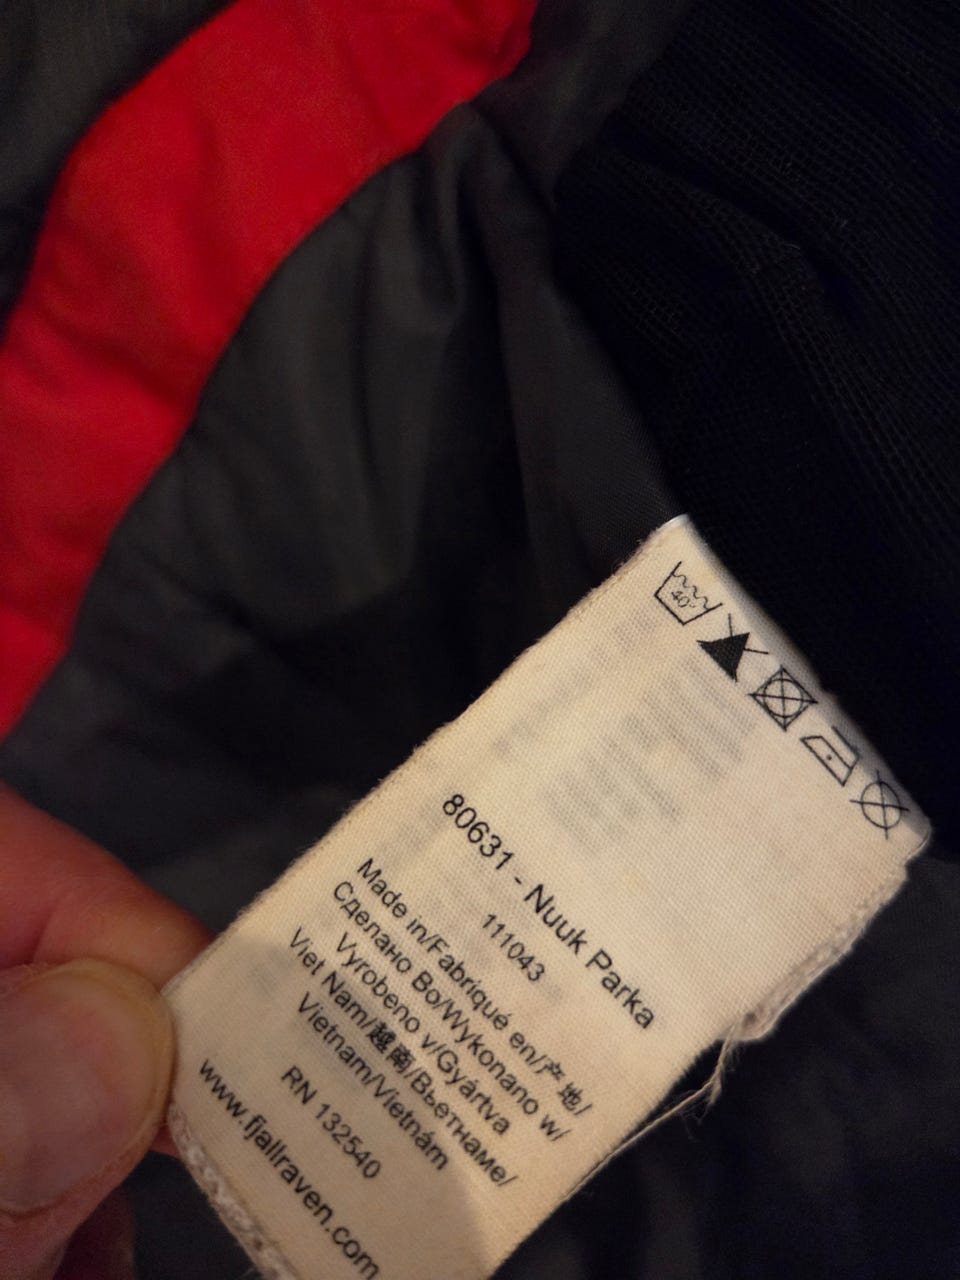 40°
80631 - Nuuk Parka
111043
Made in/Fabriqué en/产地/
Сделано Во/Wykonano w/
Vyrobeno v/Gyártva
Viet Nam/越南/Вьетнаме/
Vietnam/Vietnám
RN 132540
www.fjallraven.com